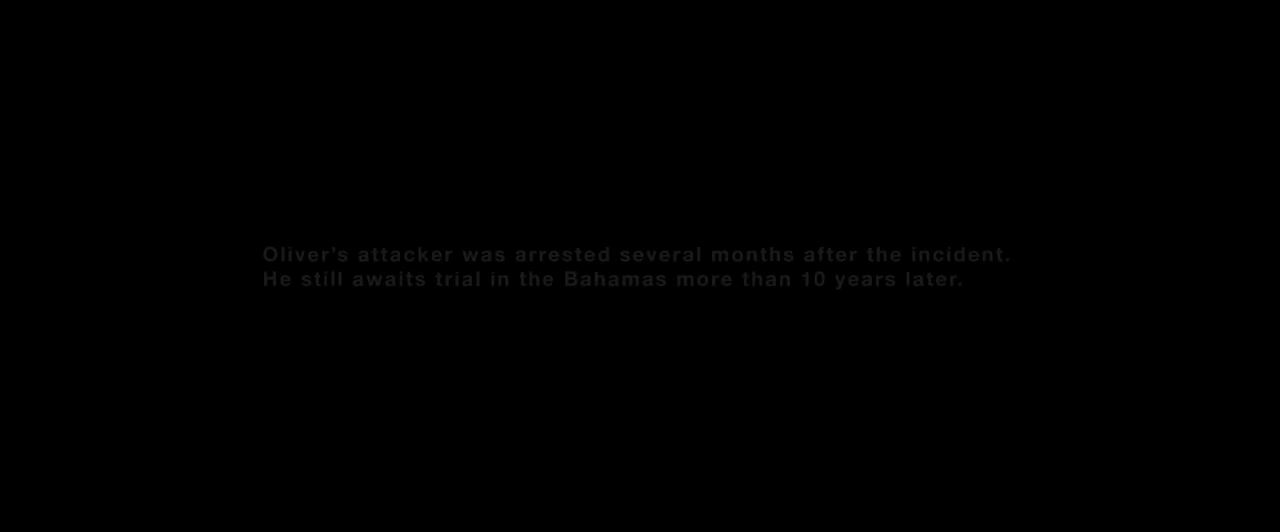 Oliver's attacker was arrested several months after the incident.
He still awaits trial in the Bahamas more than 10 years later.